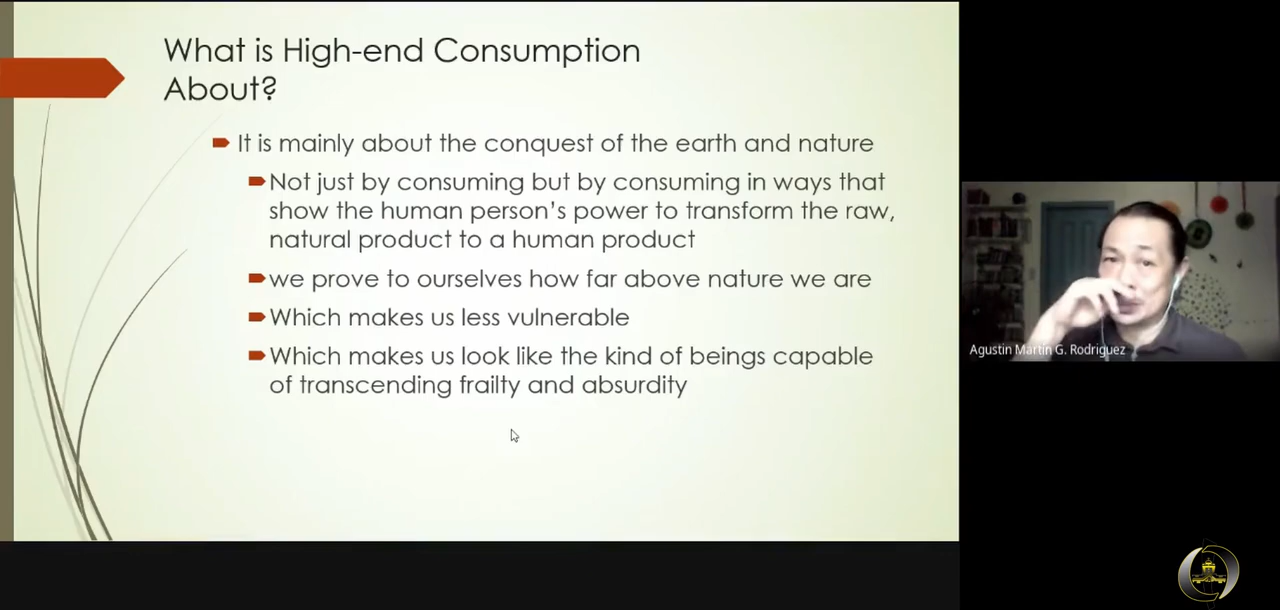 What is High-end Consumption
About?
It is mainly about the conquest of the earth and nature
Not just by consuming but by consuming in ways that
show the human person’s power to transform the raw,
natural product to a human product
we prove to ourselves how far above nature we are
Which makes us less vulnerable
Which makes us look like the kind of beings capable
of transcending frailty and absurdity
Agustin Martin G. Rodriguez